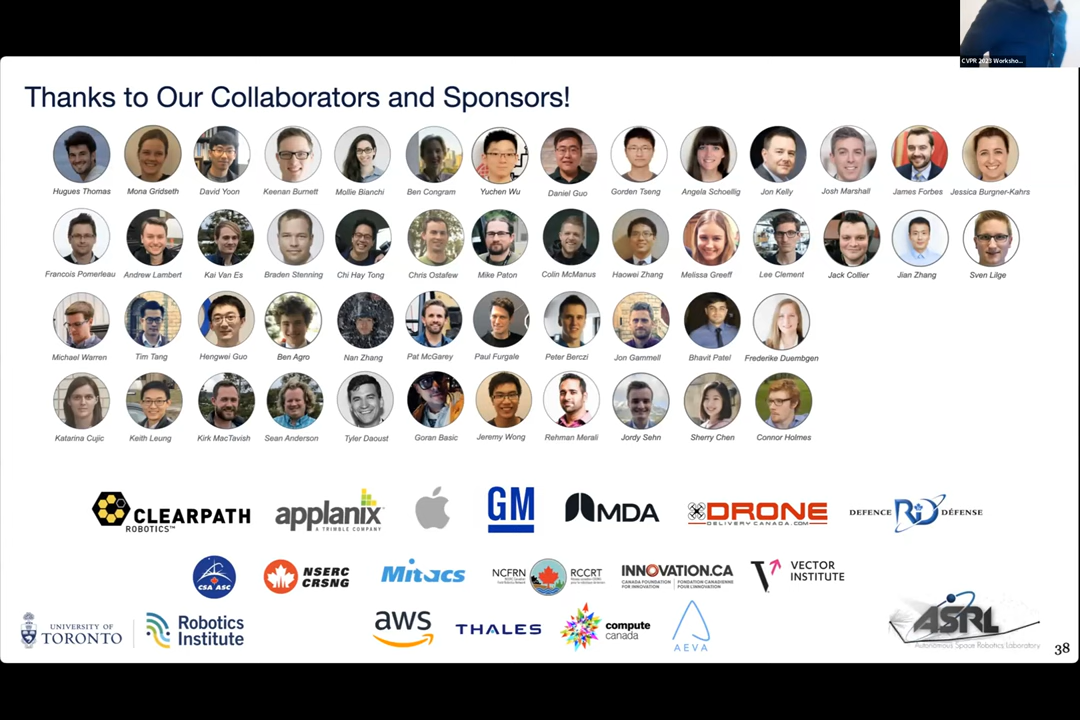 CVPR 2023 Worksho...
Thanks to Our Collaborators and Sponsors!
Hugues Thomas Mona Gridseth David Yoon Keenan Burnett Mollie Bianchi Ben Congram Yuchen Wu Daniel Guo Gorden Tseng Angela Schoellig Jon Kelly Josh Marshall James Forbes Jessica Burgner-Kahrs
Francois Pomerleau Andrew Lambert Kai Van Es Braden Stenning Chi Hay Tong Chris Ostafew Mike Paton Colin McManus Haowei Zhang Melissa Greeff Lee Clement Jack Collier Jian Zhang Sven Lilge
Michael Warren Tim Tang Hengwei Guo Ben Agro Nan Zhang Pat McGarey Paul Furgale Peter Berczi Jon Gammell Bhavit Patel Frederike Duembgen
Katarina Cujic Keith Leung Kirk MacTavish Sean Anderson Tyler Daoust Goran Basic Jeremy Wong Rehman Merali Jordy Sehn Sherry Chen Connor Holmes
CLEARPATH
ROBOTICS™
applanix
A TRIMBLE COMPANY
GM
MDA
DRONE
DELIVERY CANADA.COM
DEFENCE R&D DÉFENSE
CSA ASC
NSERC
CRSNG
Mitacs
NCFRN
RCCRT
INNOVATION.CA
CANADA FOUNDATION FOR INNOVATION
FONDATION CANADIENNE POUR L'INNOVATION
VECTOR
INSTITUTE
UNIVERSITY OF
TORONTO
Robotics
Institute
aws
THALES
compute
canada
AEVA
ASRL
Autonomous Space Robotics Laboratory
38